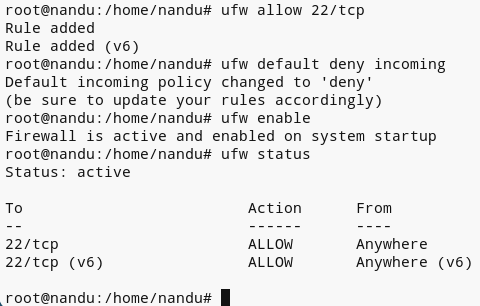 root@nandu:/home/nandu# ufw allow 22/tcp
Rule added
Rule added (v6)
root@nandu:/home/nandu# ufw default deny incoming
Default incoming policy changed to 'deny'
(be sure to update your rules accordingly)
root@nandu:/home/nandu# ufw enable
Firewall is active and enabled on system startup
root@nandu:/home/nandu# ufw status
Status: active

To                         Action      From
--                         ------      ----
22/tcp                     ALLOW       Anywhere
22/tcp (v6)                ALLOW       Anywhere (v6)

root@nandu:/home/nandu#